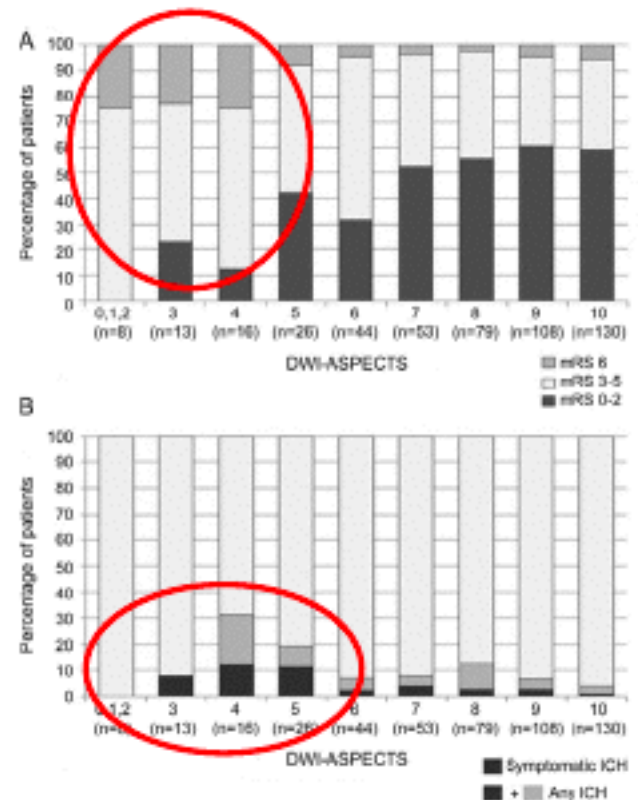 A
Percentage of patients
100
90
80
70
60
50
40
30
20
10
0
0,1,2 3 4 5 6 7 8 9 10
(n=8) (n=13) (n=16) (n=26) (n=44) (n=53) (n=79) (n=108) (n=130)
DWI-ASPECTS
mRS 6
mRS 3-5
mRS 0-2
B
Percentage of patients
100
90
80
70
60
50
40
30
20
10
0
0,1,2 3 4 5 6 7 8 9 10
(n=13) (n=16) (n=26) (n=44) (n=53) (n=79) (n=108) (n=130)
DWI-ASPECTS
Symptomatic ICH
+ Any ICH